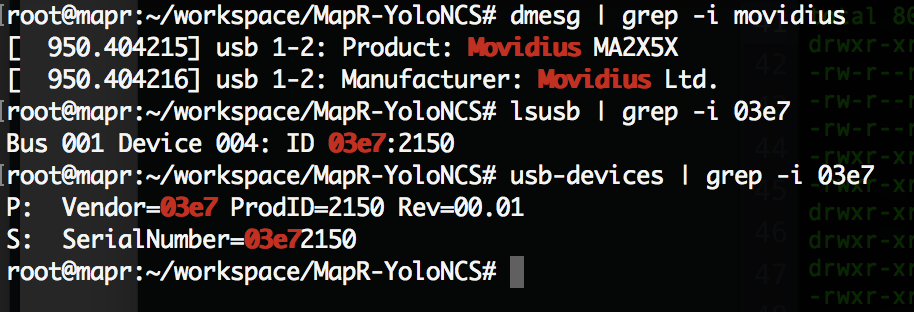 [root@mapr:~/workspace/MapR-YoloNCS# dmesg | grep -i movidius
[  950.404215] usb 1-2: Product: Movidius MA2X5X
[  950.404216] usb 1-2: Manufacturer: Movidius Ltd.
[root@mapr:~/workspace/MapR-YoloNCS# lsusb | grep -i 03e7
Bus 001 Device 004: ID 03e7:2150
[root@mapr:~/workspace/MapR-YoloNCS# usb-devices | grep -i 03e7
P:  Vendor=03e7 ProdID=2150 Rev=00.01
S:  SerialNumber=03e72150
root@mapr:~/workspace/MapR-YoloNCS#